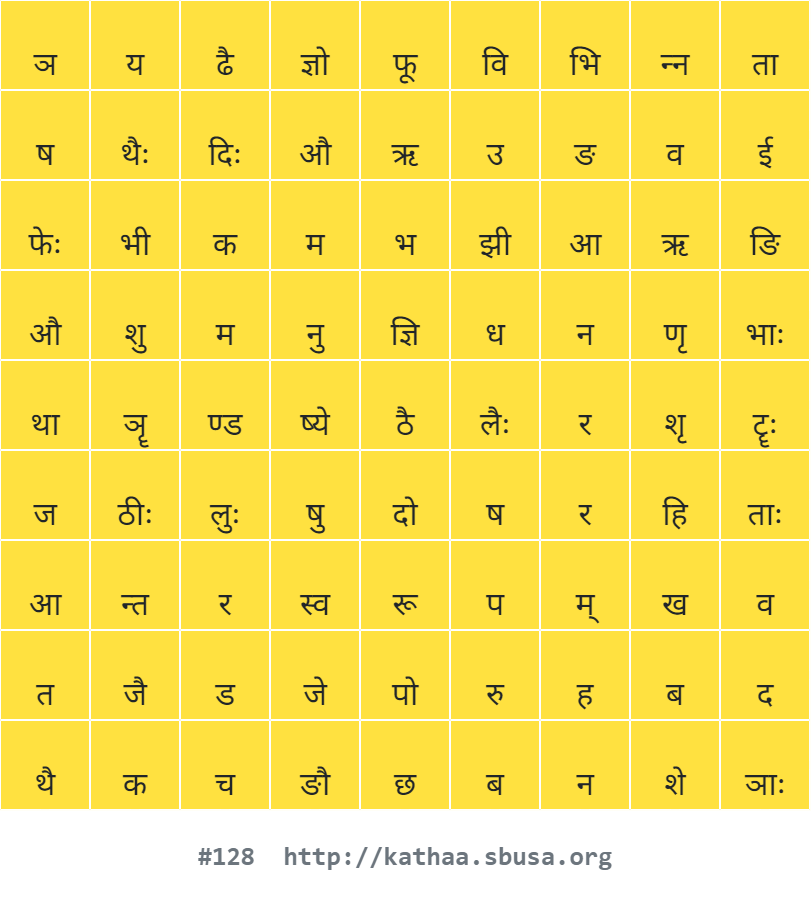 ञ य ढै ज्ञो फू वि भि न्न ता
ष थैः दिः औ ऋ उ ङ व ई
फेः भी क म भ झी आ ऋ ङि
औ शु म नु ज्ञि ध न णृ भाः
था ञॄ ण्ड ष्ये ठै लैः र शृ टॄः
ज ठीः लुः षु दो ष र हि ताः
आ न्त र स्व रू प म् ख व
त जै ड जे पो रु ह ब द
थै क च ङौ छ ब न शे ञाः
#128 http://kathaa.sbusa.org